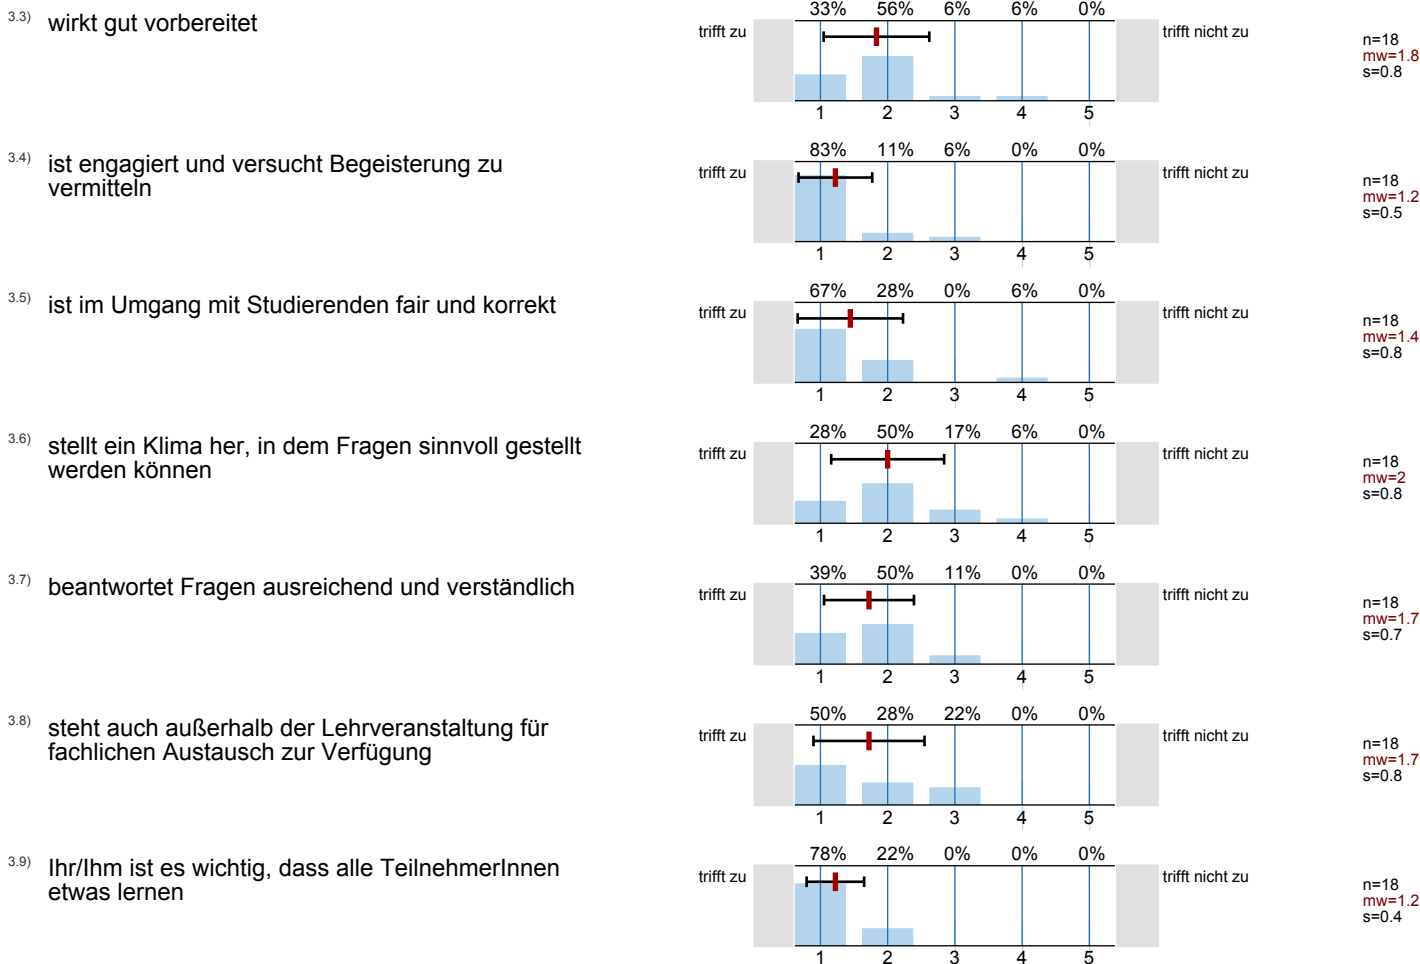 3.3) wirkt gut vorbereitet
33% 56% 6% 6% 0%
trifft zu trifft nicht zu
n=18
mw=1.8
s=0.8
1 2 3 4 5
3.4) ist engagiert und versucht Begeisterung zu
vermitteln
83% 11% 6% 0% 0%
trifft zu trifft nicht zu
n=18
mw=1.2
s=0.5
1 2 3 4 5
3.5) ist im Umgang mit Studierenden fair und korrekt
67% 28% 0% 6% 0%
trifft zu trifft nicht zu
n=18
mw=1.4
s=0.8
1 2 3 4 5
3.6) stellt ein Klima her, in dem Fragen sinnvoll gestellt
werden können
28% 50% 17% 6% 0%
trifft zu trifft nicht zu
n=18
mw=2
s=0.8
1 2 3 4 5
3.7) beantwortet Fragen ausreichend und verständlich
39% 50% 11% 0% 0%
trifft zu trifft nicht zu
n=18
mw=1.7
s=0.7
1 2 3 4 5
3.8) steht auch außerhalb der Lehrveranstaltung für
fachlichen Austausch zur Verfügung
50% 28% 22% 0% 0%
trifft zu trifft nicht zu
n=18
mw=1.7
s=0.8
1 2 3 4 5
3.9) Ihr/Ihm ist es wichtig, dass alle TeilnehmerInnen
etwas lernen
78% 22% 0% 0% 0%
trifft zu trifft nicht zu
n=18
mw=1.2
s=0.4
1 2 3 4 5